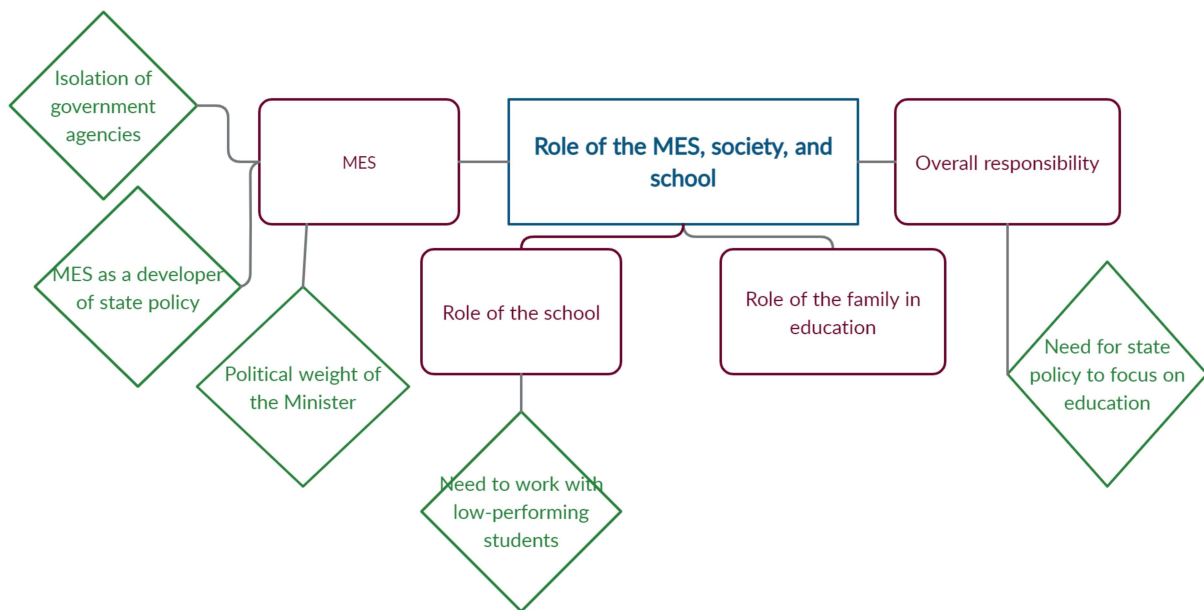 Isolation of
government
agencies
MES
Role of the MES, society, and
school
Overall responsibility
MES as a developer
of state policy
Political weight of
the Minister
Role of the school
Role of the family in
education
Need for state
policy to focus on
education
Need to work with
low-performing
students